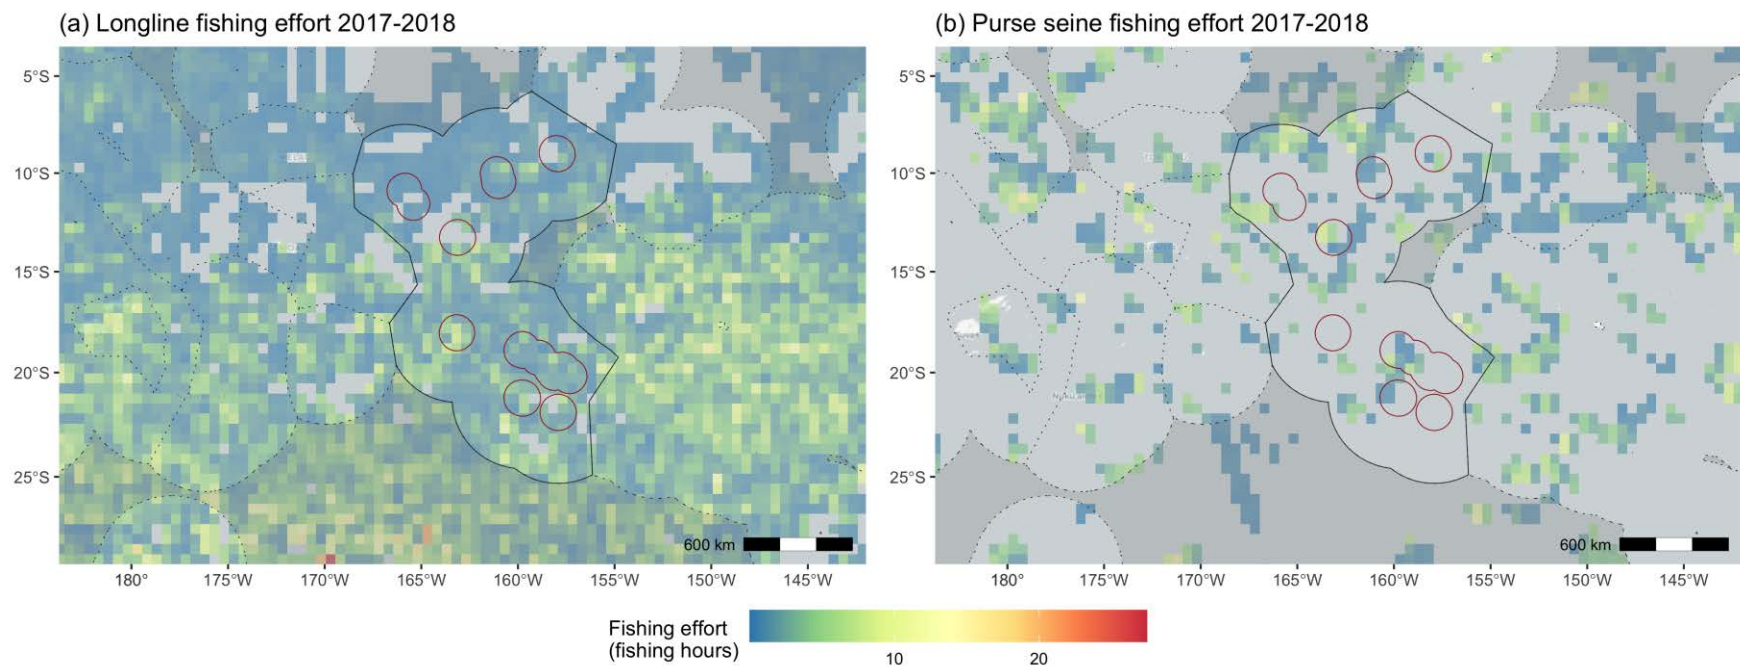 (a) Longline fishing effort 2017-2018
(b) Purse seine fishing effort 2017-2018
5°S
10°S
15°S
20°S
25°S
600 km
180°
175°W
170°W
165°W
160°W
155°W
150°W
145°W
5°S
10°S
15°S
20°S
25°S
600 km
180°
175°W
170°W
165°W
160°W
155°W
150°W
145°W
Fishing effort
(fishing hours)
10
20